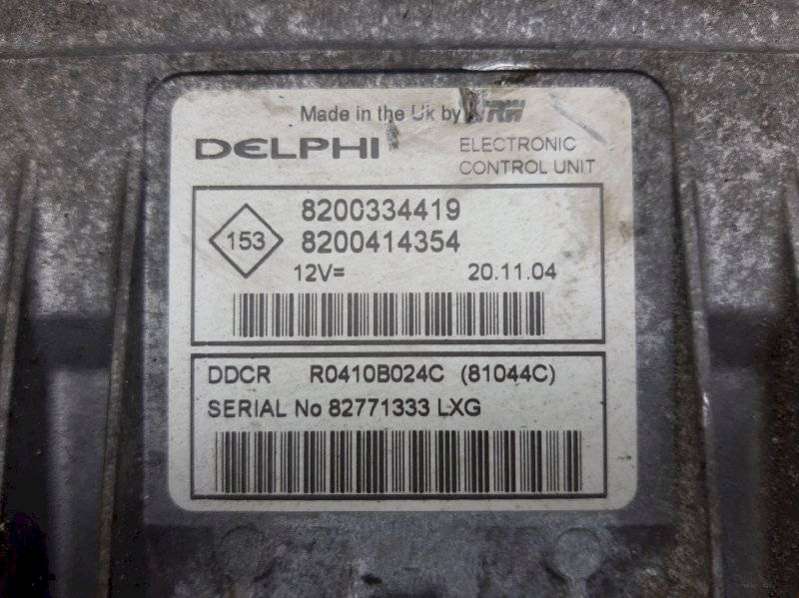 Made in the Uk by TRW
DELPHI
ELECTRONIC
CONTROL UNIT
153
8200334419
8200414354
12V=
20.11.04
DDCR R0410B024C (81044C)
SERIAL No 82771333 LXG